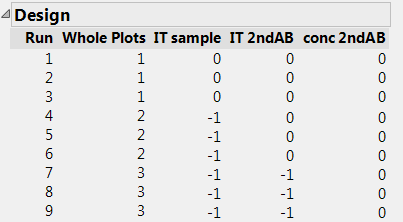 Design
Run Whole Plots IT sample IT 2ndAB conc 2ndAB
1 1 0 0 0
2 1 0 0 0
3 1 0 0 0
4 2 -1 0 0
5 2 -1 0 0
6 2 -1 0 0
7 3 -1 -1 0
8 3 -1 -1 0
9 3 -1 -1 0